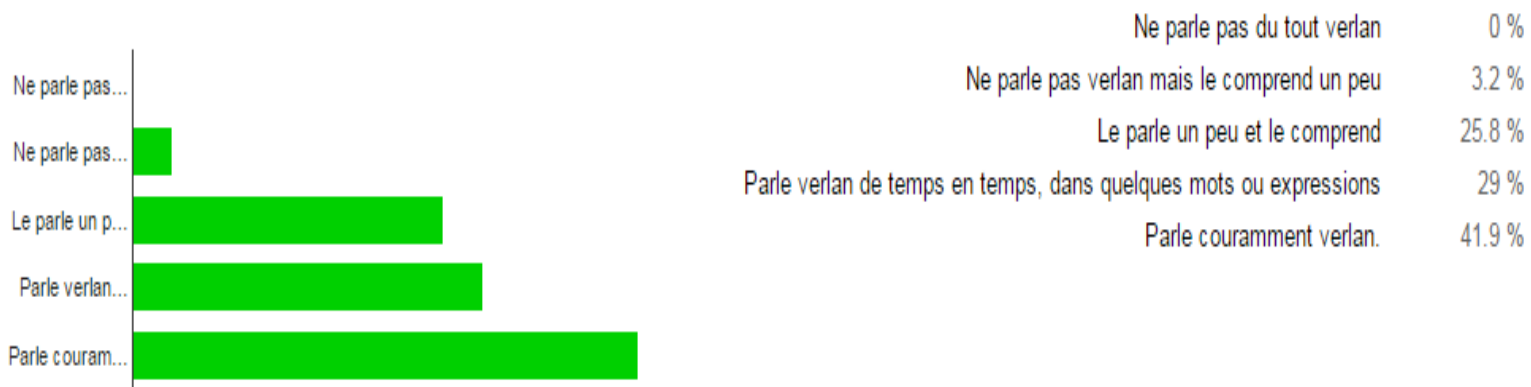 Ne parle pas...
Ne parle pas...
Le parle un p...
Parle verlan...
Parle couram...
Ne parle pas du tout verlan 0 %
Ne parle pas verlan mais le comprend un peu 3.2 %
Le parle un peu et le comprend 25.8 %
Parle verlan de temps en temps, dans quelques mots ou expressions 29 %
Parle couramment verlan. 41.9 %